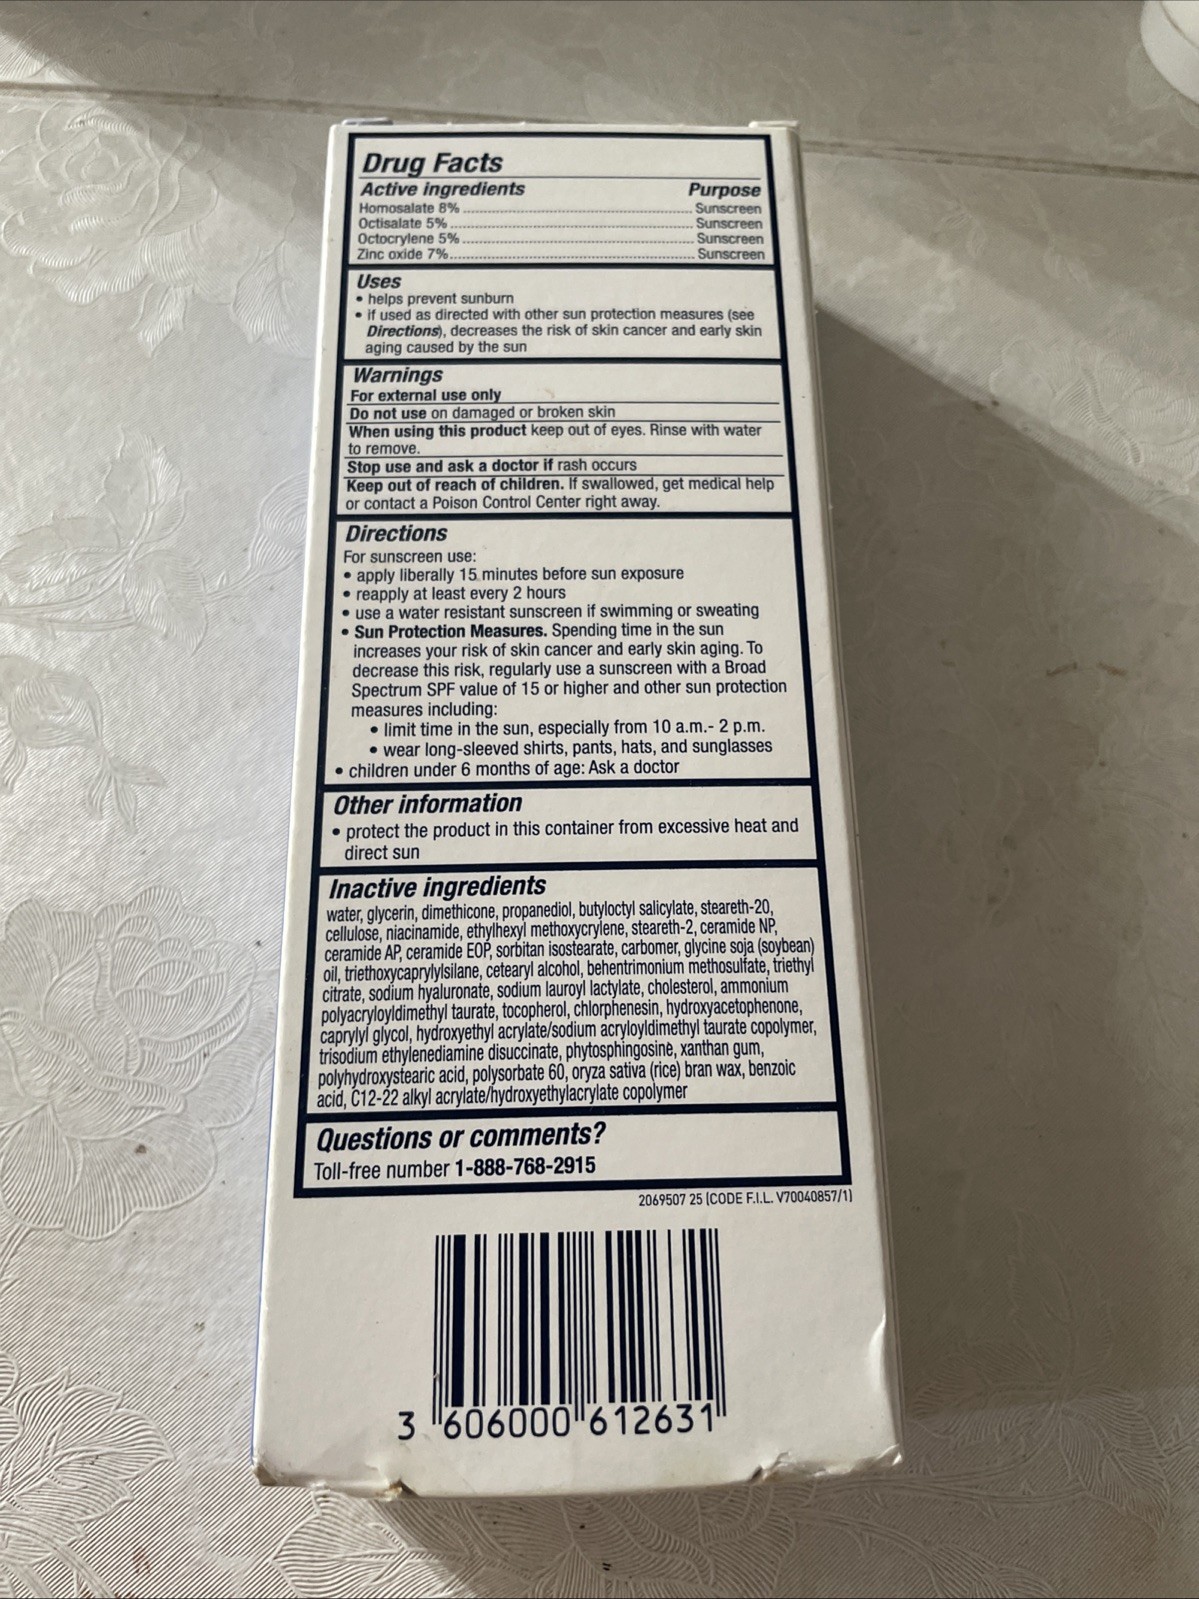 Drug Facts
Active ingredients Purpose
Homosalate 8% ........................ Sunscreen
Octisalate 5% ........................ Sunscreen
Octocrylene 5% ........................ Sunscreen
Zinc oxide 7% ........................ Sunscreen
Uses
• helps prevent sunburn
• if used as directed with other sun protection measures (see
Directions), decreases the risk of skin cancer and early skin
aging caused by the sun
Warnings
For external use only
Do not use on damaged or broken skin
When using this product keep out of eyes. Rinse with water
to remove.
Stop use and ask a doctor if rash occurs
Keep out of reach of children. If swallowed, get medical help
or contact a Poison Control Center right away.
Directions
For sunscreen use:
• apply liberally 15 minutes before sun exposure
• reapply at least every 2 hours
• use a water resistant sunscreen if swimming or sweating
• Sun Protection Measures. Spending time in the sun
increases your risk of skin cancer and early skin aging. To
decrease this risk, regularly use a sunscreen with a Broad
Spectrum SPF value of 15 or higher and other sun protection
measures including:
• limit time in the sun, especially from 10 a.m.- 2 p.m.
• wear long-sleeved shirts, pants, hats, and sunglasses
• children under 6 months of age: Ask a doctor
Other information
• protect the product in this container from excessive heat and
direct sun
Inactive ingredients
water, glycerin, dimethicone, propanediol, butyloctyl salicylate, steareth-20,
cellulose, niacinamide, ethylhexyl methoxycrylene, steareth-2, ceramide NP,
ceramide AP, ceramide EOP, sorbitan isostearate, carbomer, glycine soja (soybean)
oil, triethoxycaprylylsilane, cetearyl alcohol, behentrimonium methosulfate, triethyl
citrate, sodium hyaluronate, sodium lauroyl lactylate, cholesterol, ammonium
polyacryloyldimethyl taurate, tocopherol, chlorphenesin, hydroxyacetophenone,
caprylyl glycol, hydroxyethyl acrylate/sodium acryloyldimethyl taurate copolymer,
trisodium ethylenediamine disuccinate, phytosphingosine, xanthan gum,
polyhydroxystearic acid, polysorbate 60, oryza sativa (rice) bran wax, benzoic
acid, C12-22 alkyl acrylate/hydroxyethylacrylate copolymer
Questions or comments?
Toll-free number 1-888-768-2915
2069507 25 (CODE F.I.L. V70040857/1)
3 606000 612631